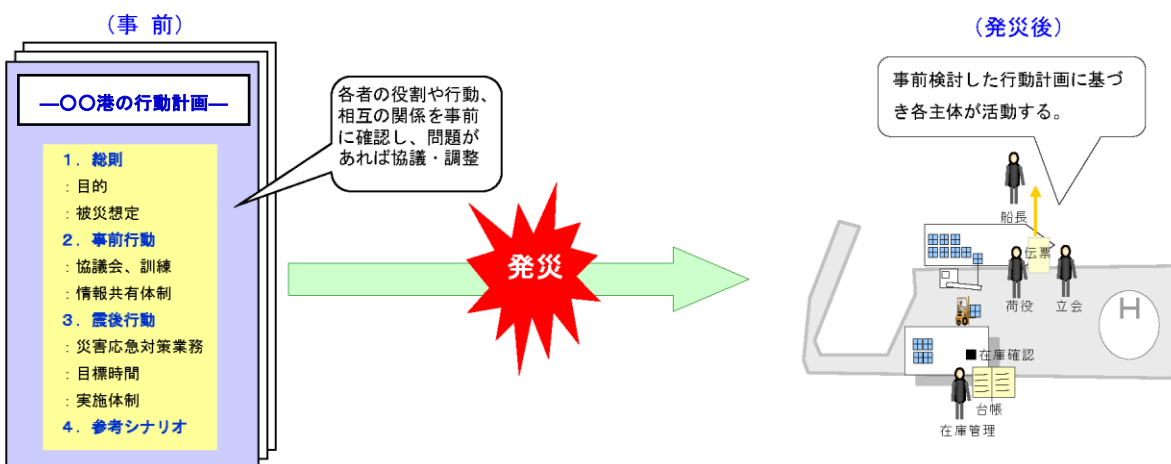 (事 前)
―〇〇港の行動計画―
1．総則
：目的
：被災想定
2．事前行動
：協議会、訓練
：情報共有体制
3．震後行動
：災害応急対策業務
：目標時間
：実施体制
4．参考シナリオ
各者の役割や行動、
相互の関係を事前
に確認し、問題が
あれば協議・調整
発災
(発災後)
事前検討した行動計画に基づ
き各主体が活動する。
船長
伝票
荷役
立会
H
■在庫確認
台帳
在庫管理